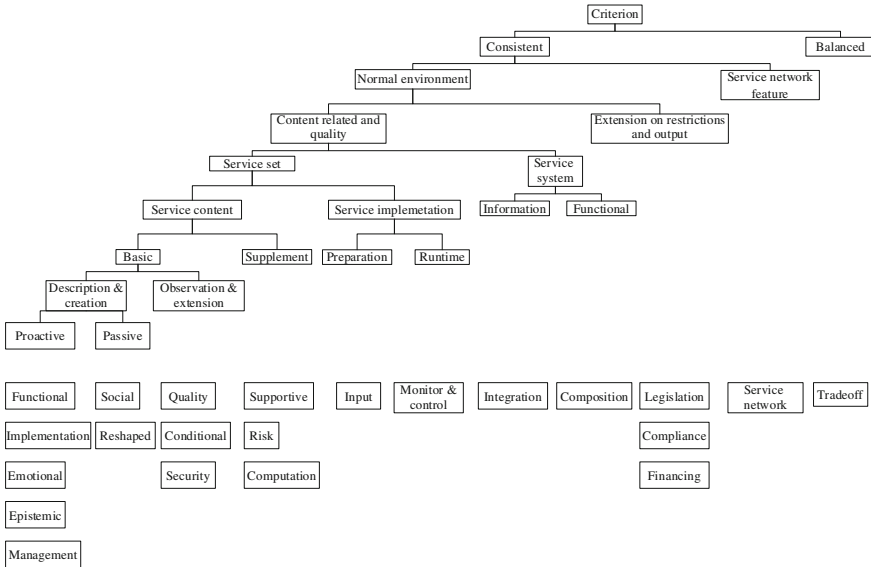 Criterion
Consistent
Balanced
Normal environment
Service network
feature
Content related and
quality
Extension on restrictions
and output
Service set
Service
system
Service content
Service implemetation
Information
Functional
Basic
Supplement
Preparation
Runtime
Description &
creation
Observation &
extension
Proactive
Passive
Functional
Social
Quality
Supportive
Input
Monitor &
control
Integration
Composition
Legislation
Service
network
Tradeoff
Implementation
Reshaped
Conditional
Risk
Compliance
Emotional
Security
Computation
Financing
Epistemic
Management